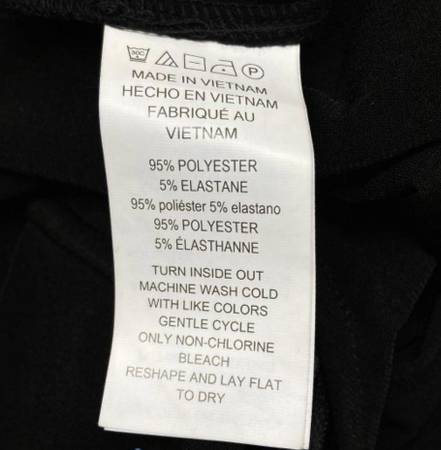 30C
P
MADE IN VIETNAM
HECHO EN VIETNAM
FABRIQUÉ AU
VIETNAM
95% POLYESTER
5% ELASTANE
95% poliéster 5% elastano
95% POLYESTER
5% ÉLASTHANNE
TURN INSIDE OUT
MACHINE WASH COLD
WITH LIKE COLORS
GENTLE CYCLE
ONLY NON-CHLORINE
BLEACH
RESHAPE AND LAY FLAT
TO DRY